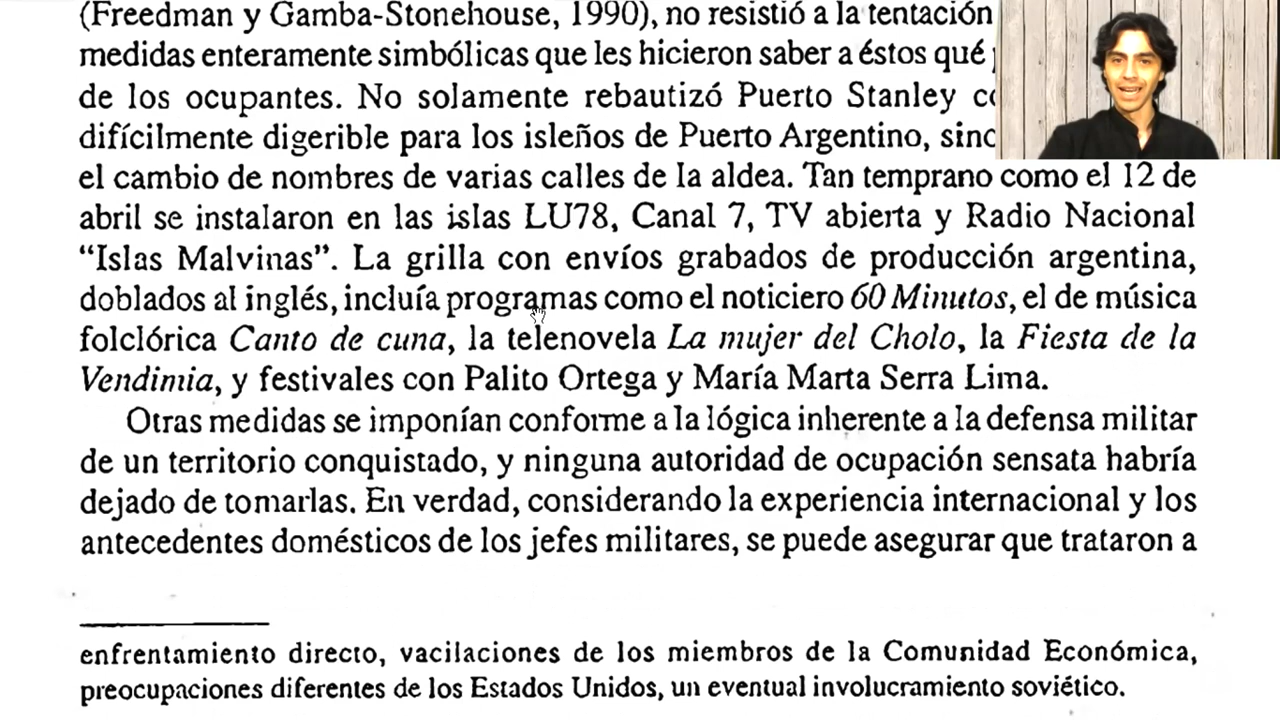 (Freedman y Gamba-Stonehouse, 1990), no resistió a la tentación
medidas enteramente simbólicas que les hicieron saber a éstos qué
de los ocupantes. No solamente rebautizó Puerto Stanley
difícilmente digerible para los isleños de Puerto Argentino, sino
el cambio de nombres de varias calles de la aldea. Tan temprano como el 12 de
abril se instalaron en las islas LU78, Canal 7, TV abierta y Radio Nacional
“Islas Malvinas”. La grilla con envíos grabados de producción argentina,
doblados al inglés, incluía programas como el noticiero 60 Minutos, el de música
folclórica Canto de cuna, la telenovela La mujer del Cholo, la Fiesta de la
Vendimia, y festivales con Palito Ortega y María Marta Serra Lima.
Otras medidas se imponían conforme a la lógica inherente a la defensa militar
de un territorio conquistado, y ninguna autoridad de ocupación sensata habría
dejado de tomarlas. En verdad, considerando la experiencia internacional y los
antecedentes domésticos de los jefes militares, se puede asegurar que trataron a
enfrentamiento directo, vacilaciones de los miembros de la Comunidad Económica,
preocupaciones diferentes de los Estados Unidos, un eventual involucramiento soviético.